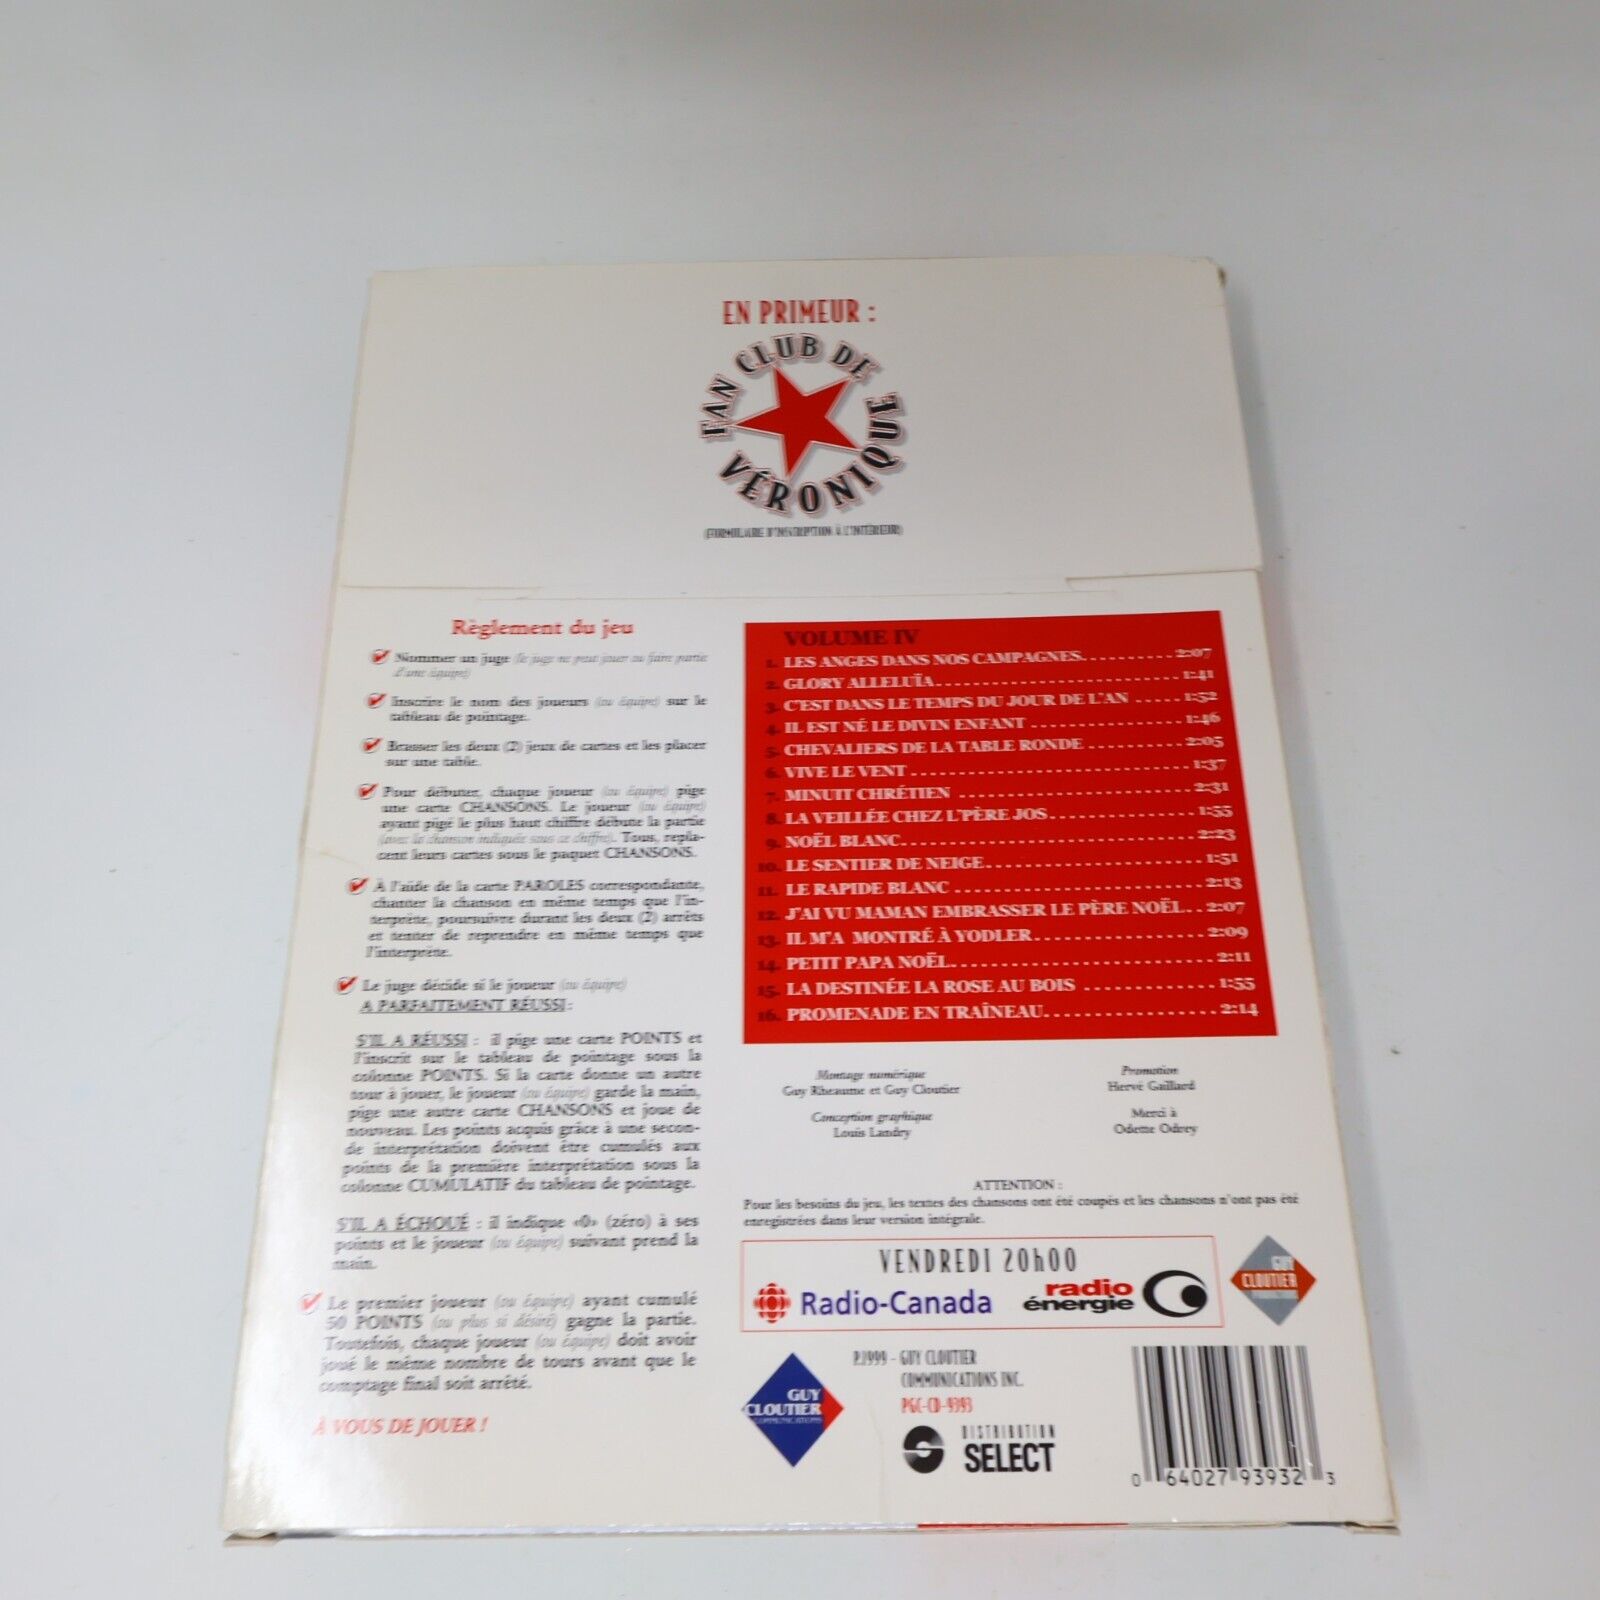 EN PRIMEUR :
FAN CLUB DE
VÉRONIQUE
(FORMULAIRE D'INSCRIPTION À L'INTÉRIEUR)
Règlement du jeu
Nommer un juge (le juge ne peut jouer ou faire partie
d'une équipe)
Inscrire le nom des joueurs (ou équipe) sur le
tableau de pointage.
Brasser les deux (2) jeux de cartes et les placer
sur une table.
Pour débuter, chaque joueur (ou équipe) pige
une carte CHANSONS. Le joueur (ou équipe)
ayant pigé le plus haut chiffre débute la partie
(avec la chanson indiquée sous ce chiffre). Tous, repla-
cent leurs cartes sous le paquet CHANSONS.
À l'aide de la carte PAROLES correspondante,
chanter la chanson en même temps que l'in-
terprète, poursuivre durant les deux (2) arrêts
et tenter de reprendre en même temps que
l'interprète.
Le juge décide si le joueur (ou équipe)
A PARFAITEMENT RÉUSSI :
S'IL A RÉUSSI : il pige une carte POINTS et
l'inscrit sur le tableau de pointage sous la
colonne POINTS. Si la carte donne un autre
tour à jouer, le joueur (ou équipe) garde la main,
pige une autre carte CHANSONS et joue de
nouveau. Les points acquis grâce à une secon-
de interprétation doivent être cumulés aux
points de la première interprétation sous la
colonne CUMULATIF du tableau de pointage.
S'IL A ÉCHOUÉ : il indique «0» (zéro) à ses
points et le joueur (ou équipe) suivant prend la
main.
Le premier joueur (ou équipe) ayant cumulé
50 POINTS (ou plus si désiré) gagne la partie.
Toutefois, chaque joueur (ou équipe) doit avoir
joué le même nombre de tours avant que le
comptage final soit arrêté.
À VOUS DE JOUER !
VOLUME IV
1. LES ANGES DANS NOS CAMPAGNES.......... 2:07
2. GLORY ALLELUÏA.......... 1:41
3. C'EST DANS LE TEMPS DU JOUR DE L'AN ..... 1:52
4. IL EST NÉ LE DIVIN ENFANT .......... 1:46
5. CHEVALIERS DE LA TABLE RONDE .......... 2:05
6. VIVE LE VENT .......... 1:37
7. MINUIT CHRÉTIEN .......... 2:31
8. LA VEILLÉE CHEZ L'PÈRE JOS.......... 1:55
9. NOËL BLANC.......... 2:23
10. LE SENTIER DE NEIGE.......... 1:51
11. LE RAPIDE BLANC .......... 2:13
12. J'AI VU MAMAN EMBRASSER LE PÈRE NOËL.. 2:07
13. IL M'A MONTRÉ À YODLER.......... 2:09
14. PETIT PAPA NOËL.......... 2:11
15. LA DESTINÉE LA ROSE AU BOIS .......... 1:55
16. PROMENADE EN TRAÎNEAU.......... 2:14
Montage numérique
Guy Rheaume et Guy Cloutier
Promotion
Hervé Gaillard
Conception graphique
Louis Landry
Merci à
Odette Odrey
ATTENTION :
Pour les besoins du jeu, les textes des chansons ont été coupés et les chansons n'ont pas été
enregistrées dans leur version intégrale.
VENDREDI 20h00
Radio-Canada
radio
énergie
GUY
CLOUTIER
GUY
CLOUTIER
COMMUNICATIONS
P.1999 - GUY CLOUTIER
COMMUNICATIONS INC.
PGC-CD-9393
DISTRIBUTION
SELECT
0 64027 93932 3